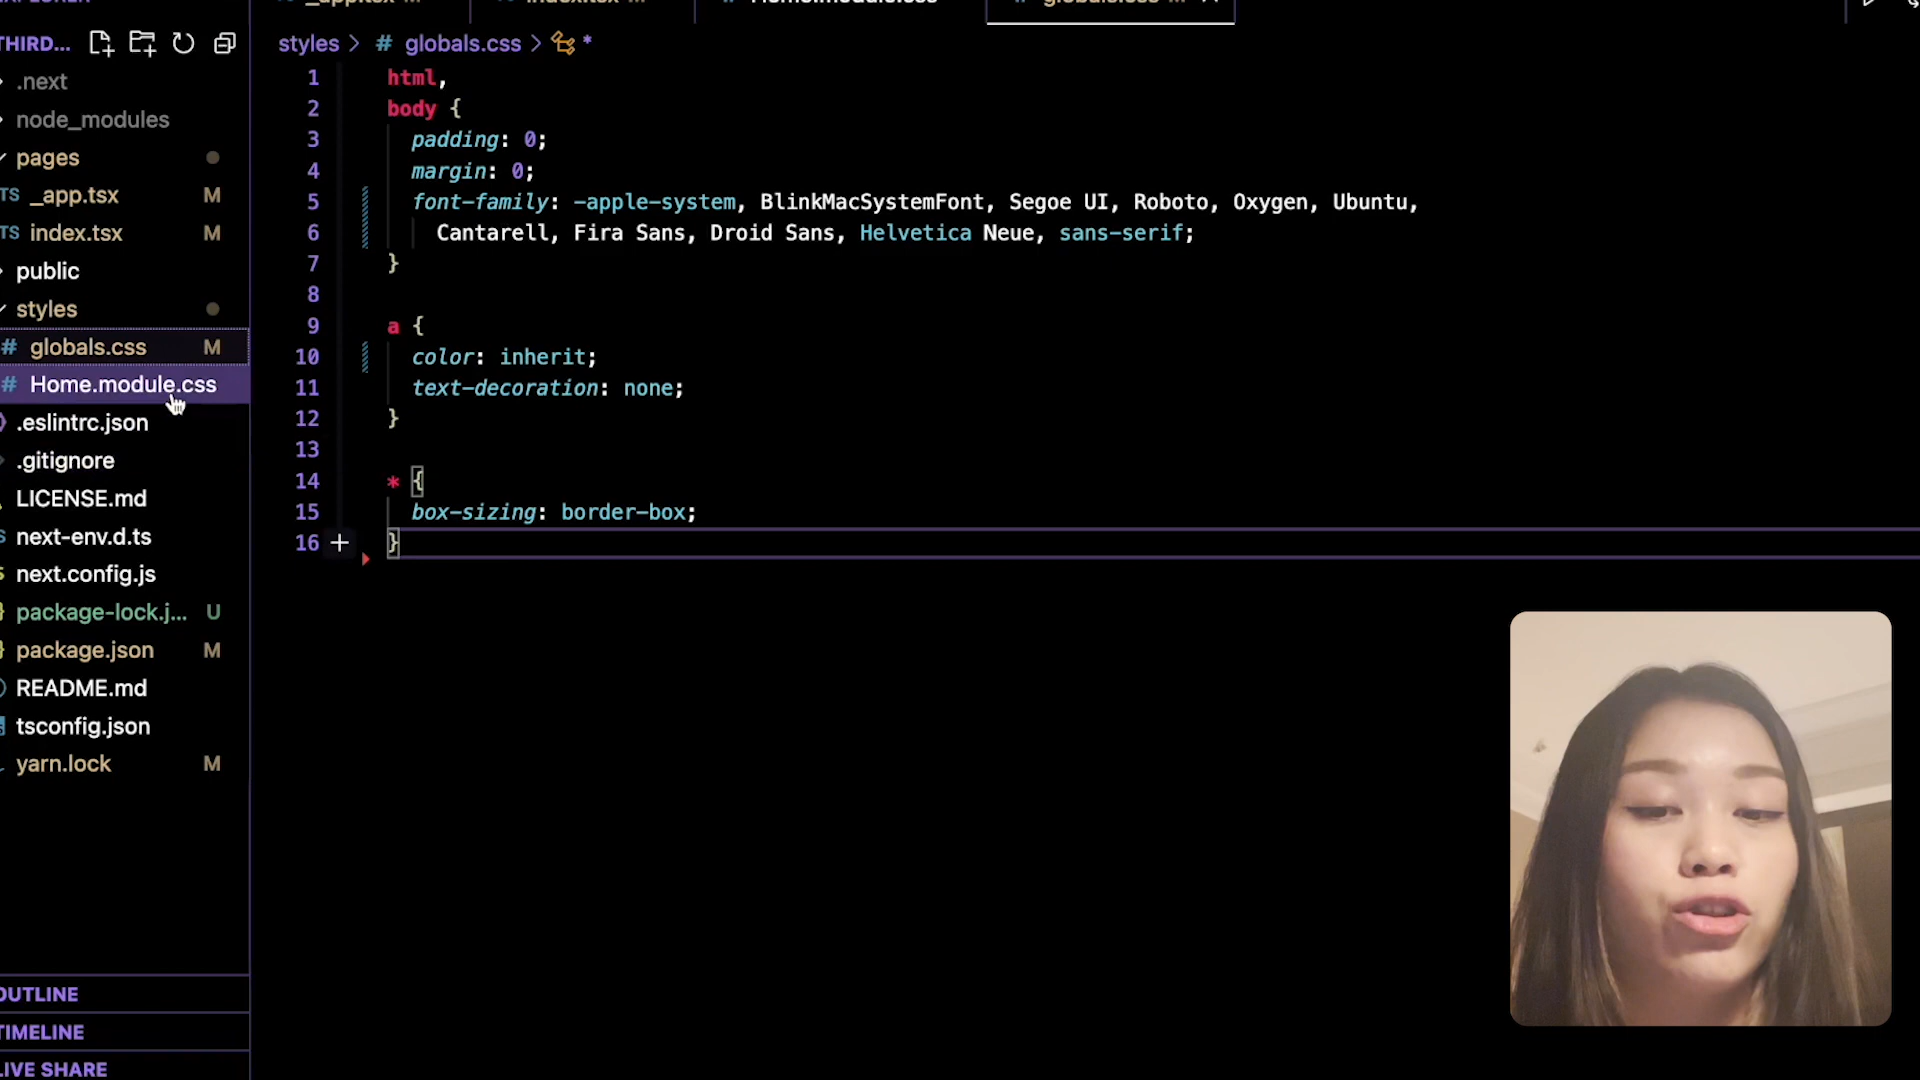 THIRD...
.next
node_modules
pages
TS _app.tsx M
TS index.tsx M
public
styles
# globals.css M
# Home.module.css
.eslintrc.json
.gitignore
LICENSE.md
next-env.d.ts
next.config.js
package-lock.j... U
package.json M
README.md
tsconfig.json
yarn.lock M
OUTLINE
TIMELINE
LIVE SHARE
styles > # globals.css > *
1 html,
2 body {
3 padding: 0;
4 margin: 0;
5 font-family: -apple-system, BlinkMacSystemFont, Segoe UI, Roboto, Oxygen, Ubuntu,
6 Cantarell, Fira Sans, Droid Sans, Helvetica Neue, sans-serif;
7 }
8
9 a {
10 color: inherit;
11 text-decoration: none;
12 }
13
14 * {
15 box-sizing: border-box;
16 }